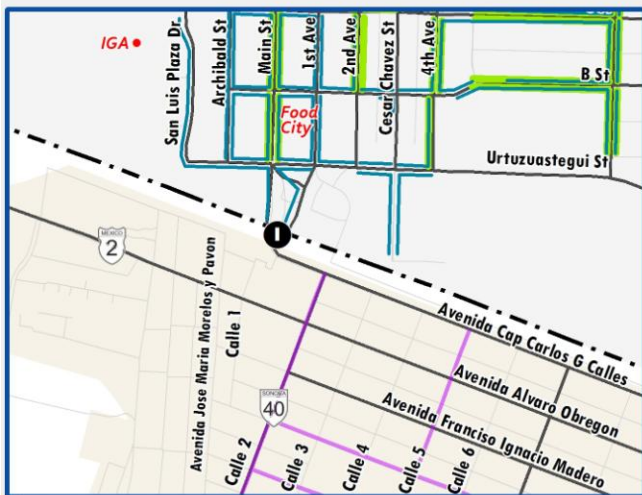 IGA
San Luis Plaza Dr.
Archibald St
Main St
1st Ave
2nd Ave
Cesar Chavez St
4th Ave
B St
Food
City
Urtuzuastegui St
MEXICO
2
Avenida Jose Maria Morelos y Pavon
Calle 1
Avenida Cap Carlos G Calles
Avenida Alvaro Obregon
Avenida Franciso Ignacio Madero
SONORA
40
Calle 2
Calle 3
Calle 4
Calle 5
Calle 6